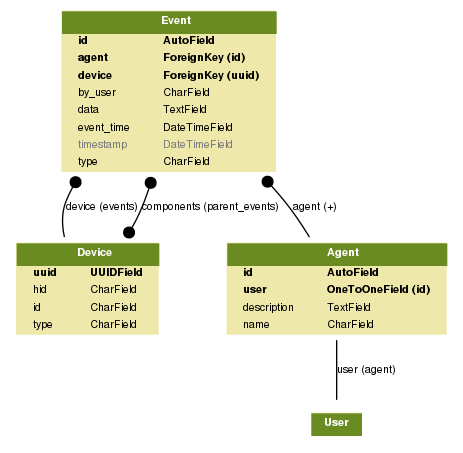 Event
id AutoField
agent ForeignKey (id)
device ForeignKey (uuid)
by_user CharField
data TextField
event_time DateTimeField
timestamp DateTimeField
type CharField
device (events) components (parent_events) agent (+)
Device
uuid UUIDField
hid CharField
id CharField
type CharField
Agent
id AutoField
user OneToOneField (id)
description TextField
name CharField
user (agent)
User